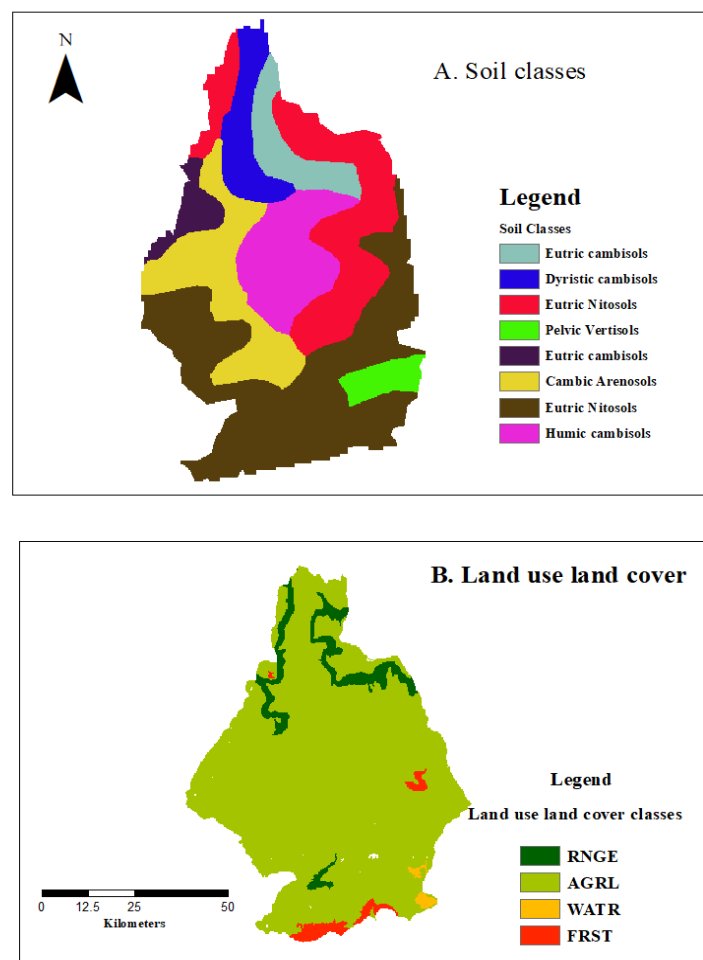 N
A. Soil classes
Legend
Soil Classes
Eutric cambisols
Dyristic cambisols
Eutric Nitosols
Pelvic Vertisols
Eutric cambisols
Cambic Arenosols
Eutric Nitosols
Humic cambisols
B. Land use land cover
Legend
Land use land cover classes
RNGE
AGRL
WATR
FRST
0 12.5 25 50
Kilometers